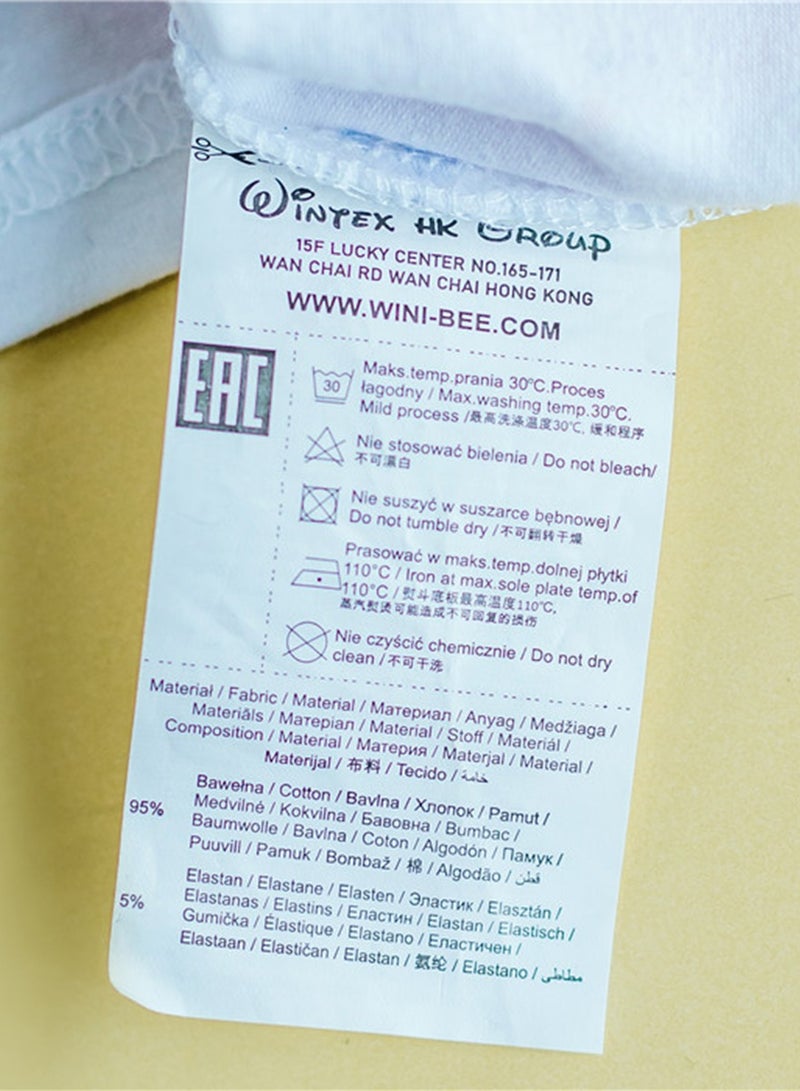 WINTEX HK GROUP
15F LUCKY CENTER NO.165-171
WAN CHAI RD WAN CHAI HONG KONG
WWW.WINI-BEE.COM
EAC
30
Maks.temp.prania 30ºC.Proces
łagodny / Max.washing temp.30ºC.
Mild process /最高洗涤温度30℃, 缓和程序
Nie stosować bielenia / Do not bleach/
不可漂白
Nie suszyć w suszarce bębnowej /
Do not tumble dry /不可翻转干燥
Prasować w maks.temp.dolnej płytki
110°C / Iron at max.sole plate temp.of
110°C / 熨斗底板最高温度110℃,
蒸汽熨烫可能造成不可回复的损伤
Nie czyścić chemicznie / Do not dry
clean / 不可干洗
Materiał / Fabric / Material / Материал / Anyag / Medžiaga /
Materiāls / Матеріал / Material / Stoff / Materiál /
Composition / Material / Материя / Materjal / Material /
Materijal / 布料 / Tecido / خامة
95%
Bawełna / Cotton / Bavlna / Хлопок / Pamut /
Medvilnė / Kokvilna / Бавовна / Bumbac /
Baumwolle / Bavlna / Coton / Algodón / Памук /
Puuvill / Pamuk / Bombaž / 棉 / Algodão / قطن
5%
Elastan / Elastane / Elasten / Эластик / Elasztán /
Elastanas / Elastīns / Еластин / Elastan / Elastisch /
Gumička / Élastique / Elastano / Еластичен /
Elastaan / Elastičan / Elastan / 氨纶 / Elastano / مطاطى